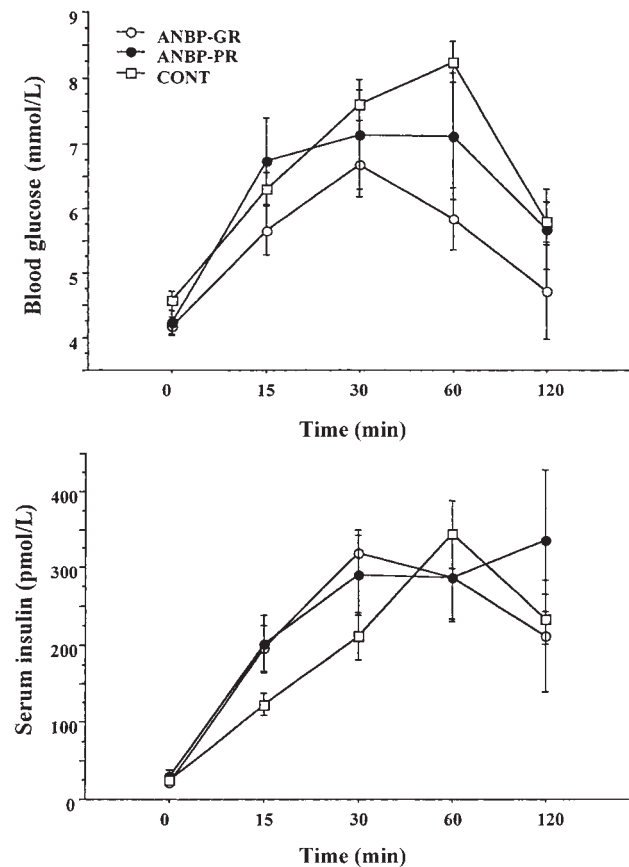 9
ANBP-GR
ANBP-PR
CONT
8
7
6
5
4
Blood glucose (mmol/L)
0 15 30 60 120
Time (min)
400
300
200
100
0
Serum insulin (pmol/L)
0 15 30 60 120
Time (min)